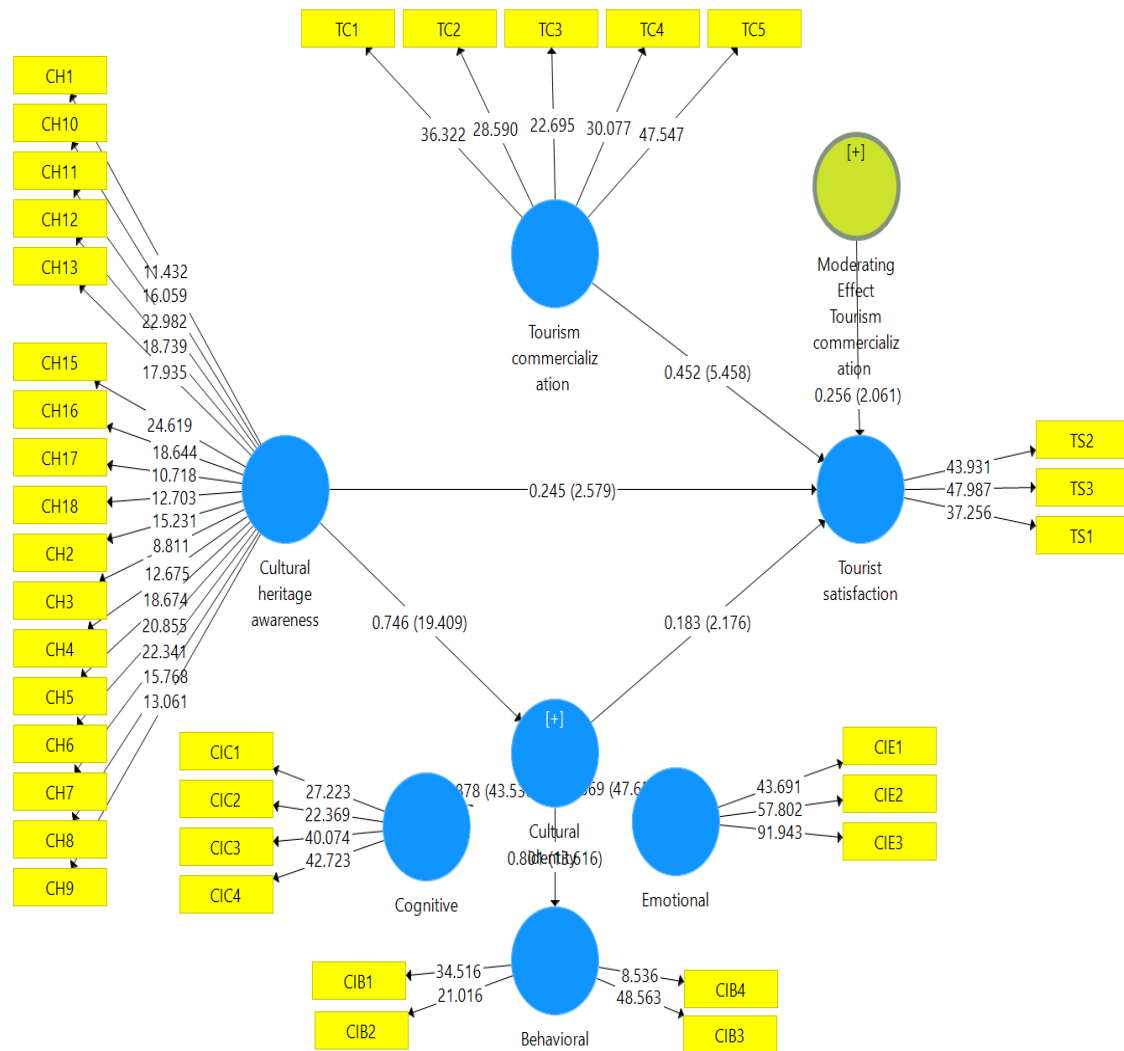 TC1 TC2 TC3 TC4 TC5
36.322 28.590 22.695 30.077 47.547
Tourism
commercializ
ation
[+]
Moderating
Effect
Tourism
commercializ
ation
0.256 (2.061)
0.452 (5.458)
CH1
CH10
CH11
CH12
CH13
CH15
CH16
CH17
CH18
CH2
CH3
CH4
CH5
CH6
CH7
CH8
CH9
11.432
16.059
22.982
18.739
17.935
24.619
18.644
10.718
12.703
15.231
8.811
12.675
18.674
20.855
22.341
15.768
13.061
Cultural
heritage
awareness
0.245 (2.579)
0.746 (19.409)
0.183 (2.176)
Tourist
satisfaction
43.931
47.987
37.256
TS2
TS3
TS1
[+]
Cultural
identity
CIC1
CIC2
CIC3
CIC4
27.223
22.369
40.074
42.723
Cognitive
Emotional
43.691
57.802
91.943
CIE1
CIE2
CIE3
34.516
21.016
8.536
48.563
CIB1
CIB2
CIB4
CIB3
Behavioral